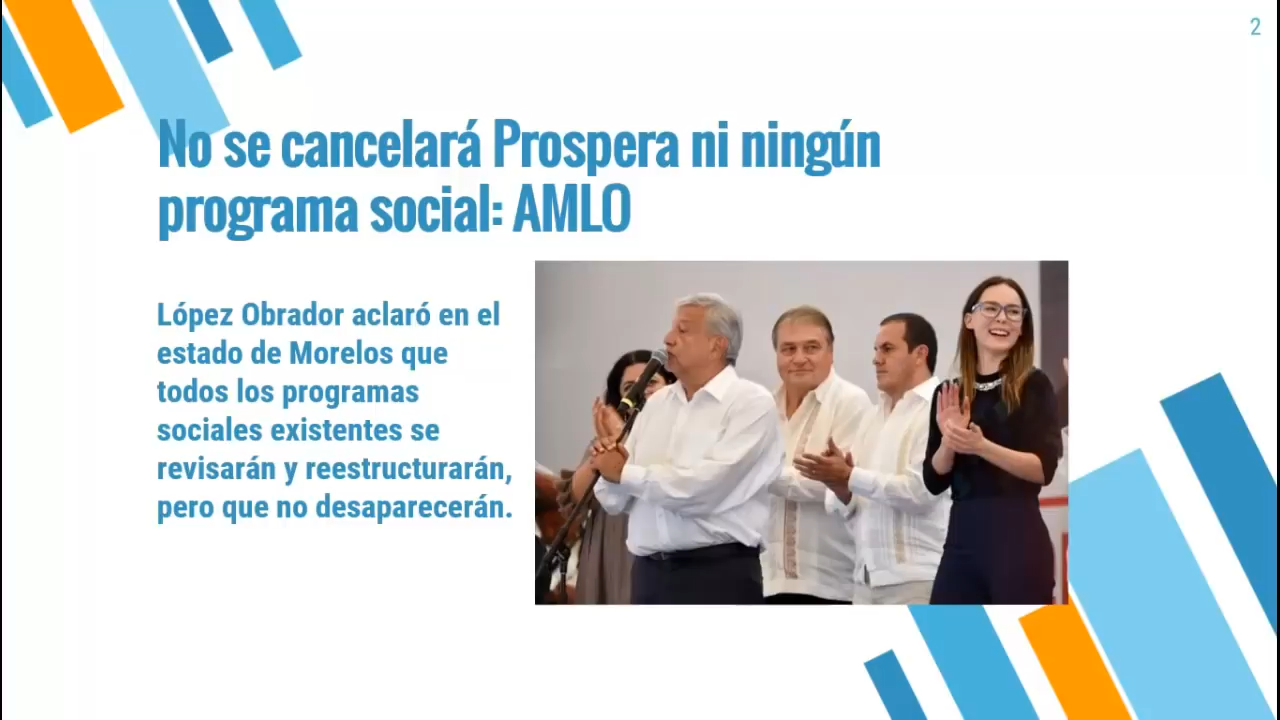 2
No se cancelará Prospera ni ningún
programa social: AMLO
López Obrador aclaró en el
estado de Morelos que
todos los programas
sociales existentes se
revisarán y reestructurarán,
pero que no desaparecerán.